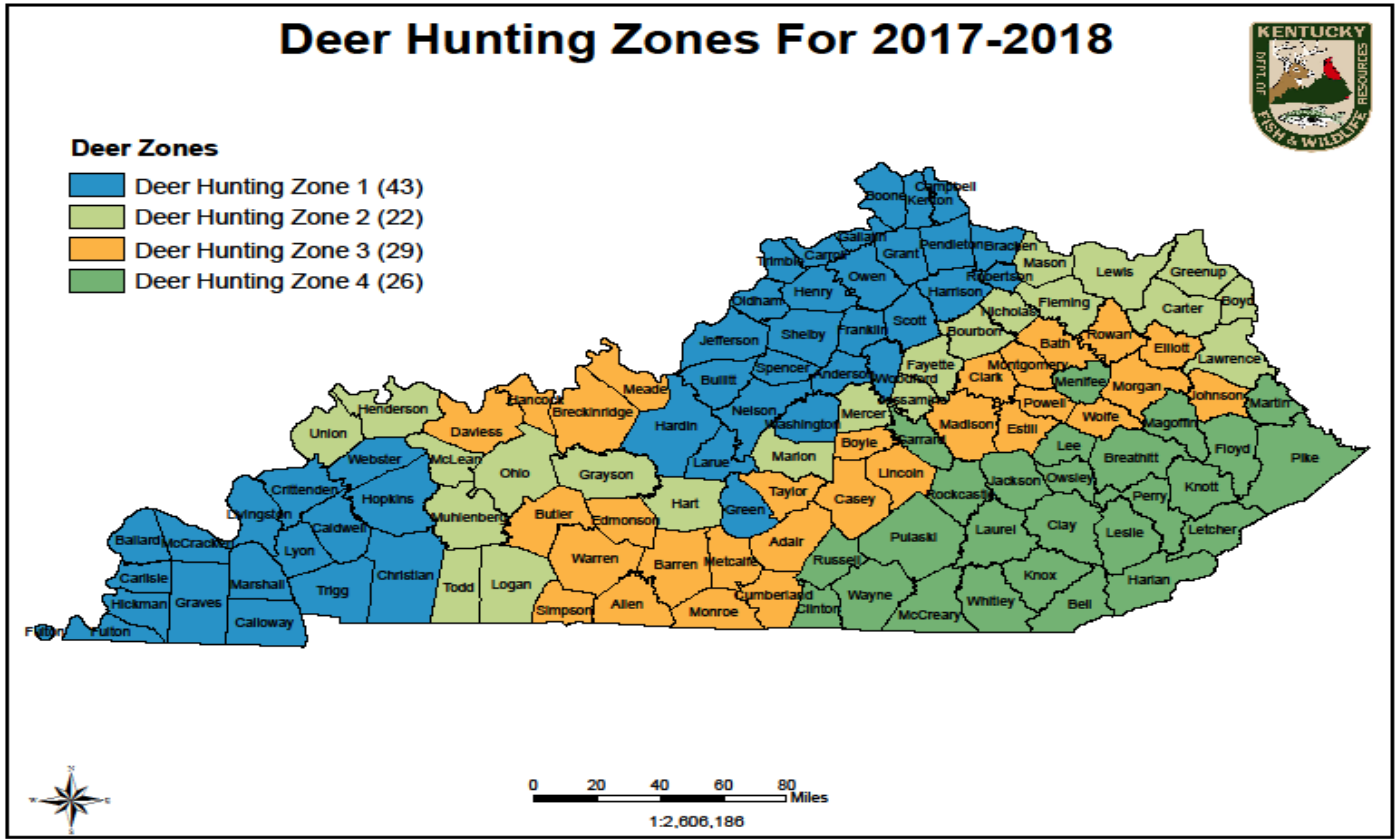 Deer Hunting Zones For 2017-2018
KENTUCKY
RESOURCES
FISH & WILDLIFE
Deer Zones
Deer Hunting Zone 1 (43)
Deer Hunting Zone 2 (22)
Deer Hunting Zone 3 (29)
Deer Hunting Zone 4 (26)
Boone
Campbell
Kenton
Gallatin
Pendleton
Bracken
Trimble
Carroll
Grant
Mason
Lewis
Greenup
Owen
Robertson
Oldham
Henry
Harrison
Fleming
Carter
Boyd
Nicholas
Jefferson
Shelby
Franklin
Scott
Bourbon
Rowan
Bath
Elliott
Lawrence
Spencer
Anderson
Woodford
Fayette
Clark
Montgomery
Menifee
Morgan
Johnson
Martin
Bullitt
Meade
Hancock
Breckinridge
Nelson
Washington
Mercer
Madison
Powell
Estill
Wolfe
Magoffin
Henderson
Union
Daviess
Hardin
Larue
Marion
Boyle
Garrard
Lee
Breathitt
Floyd
Pike
Webster
McLean
Ohio
Grayson
Hart
Green
Taylor
Casey
Lincoln
Rockcastle
Jackson
Owsley
Perry
Knott
Crittenden
Hopkins
Livingston
Caldwell
Muhlenberg
Butler
Edmonson
Adair
Pulaski
Laurel
Clay
Leslie
Letcher
Ballard
McCracken
Lyon
Warren
Barren
Metcalfe
Russell
Carlisle
Marshall
Trigg
Christian
Todd
Logan
Cumberland
Clinton
Wayne
Knox
Harlan
Hickman
Graves
Calloway
Simpson
Allen
Monroe
McCreary
Whitley
Bell
Fulton
Fulton
N
W
E
S
0 20 40 60 80
Miles
1:2,606,186